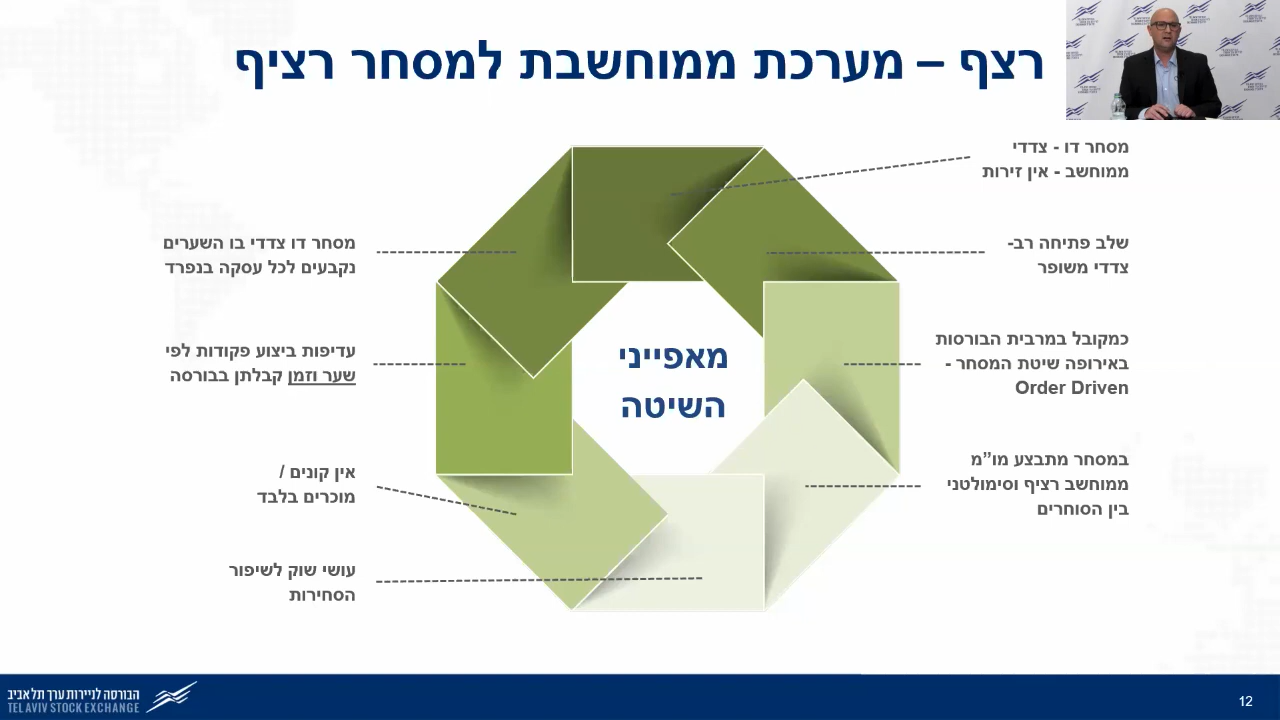 רצף – מערכת ממוחשבת למסחר רציף
מסחר דו - צדדי
ממוחשב - אין זירות
שלב פתיחה רב-
צדדי משופר
כמקובל במרבית הבורסות
באירופה שיטת המסחר -
Order Driven
במסחר מתבצע מו”מ
ממוחשב רציף וסימולטני
בין הסוחרים
מאפייני
השיטה
מסחר דו צדדי בו השערים
נקבעים לכל עסקה בנפרד
עדיפות ביצוע פקודות לפי
שער וזמן קבלתן בבורסה
אין קונים /
מוכרים בלבד
עושי שוק לשיפור
הסחירות
הבורסה לניירות ערך תל אביב
TEL AVIV STOCK EXCHANGE
12